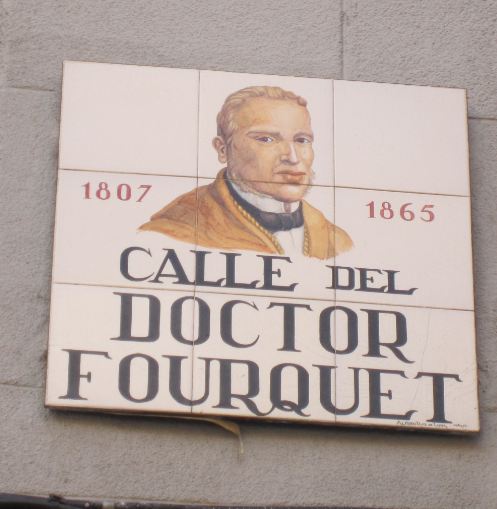 1807 1865
CALLE DEL
DOCTOR
FOURQUET